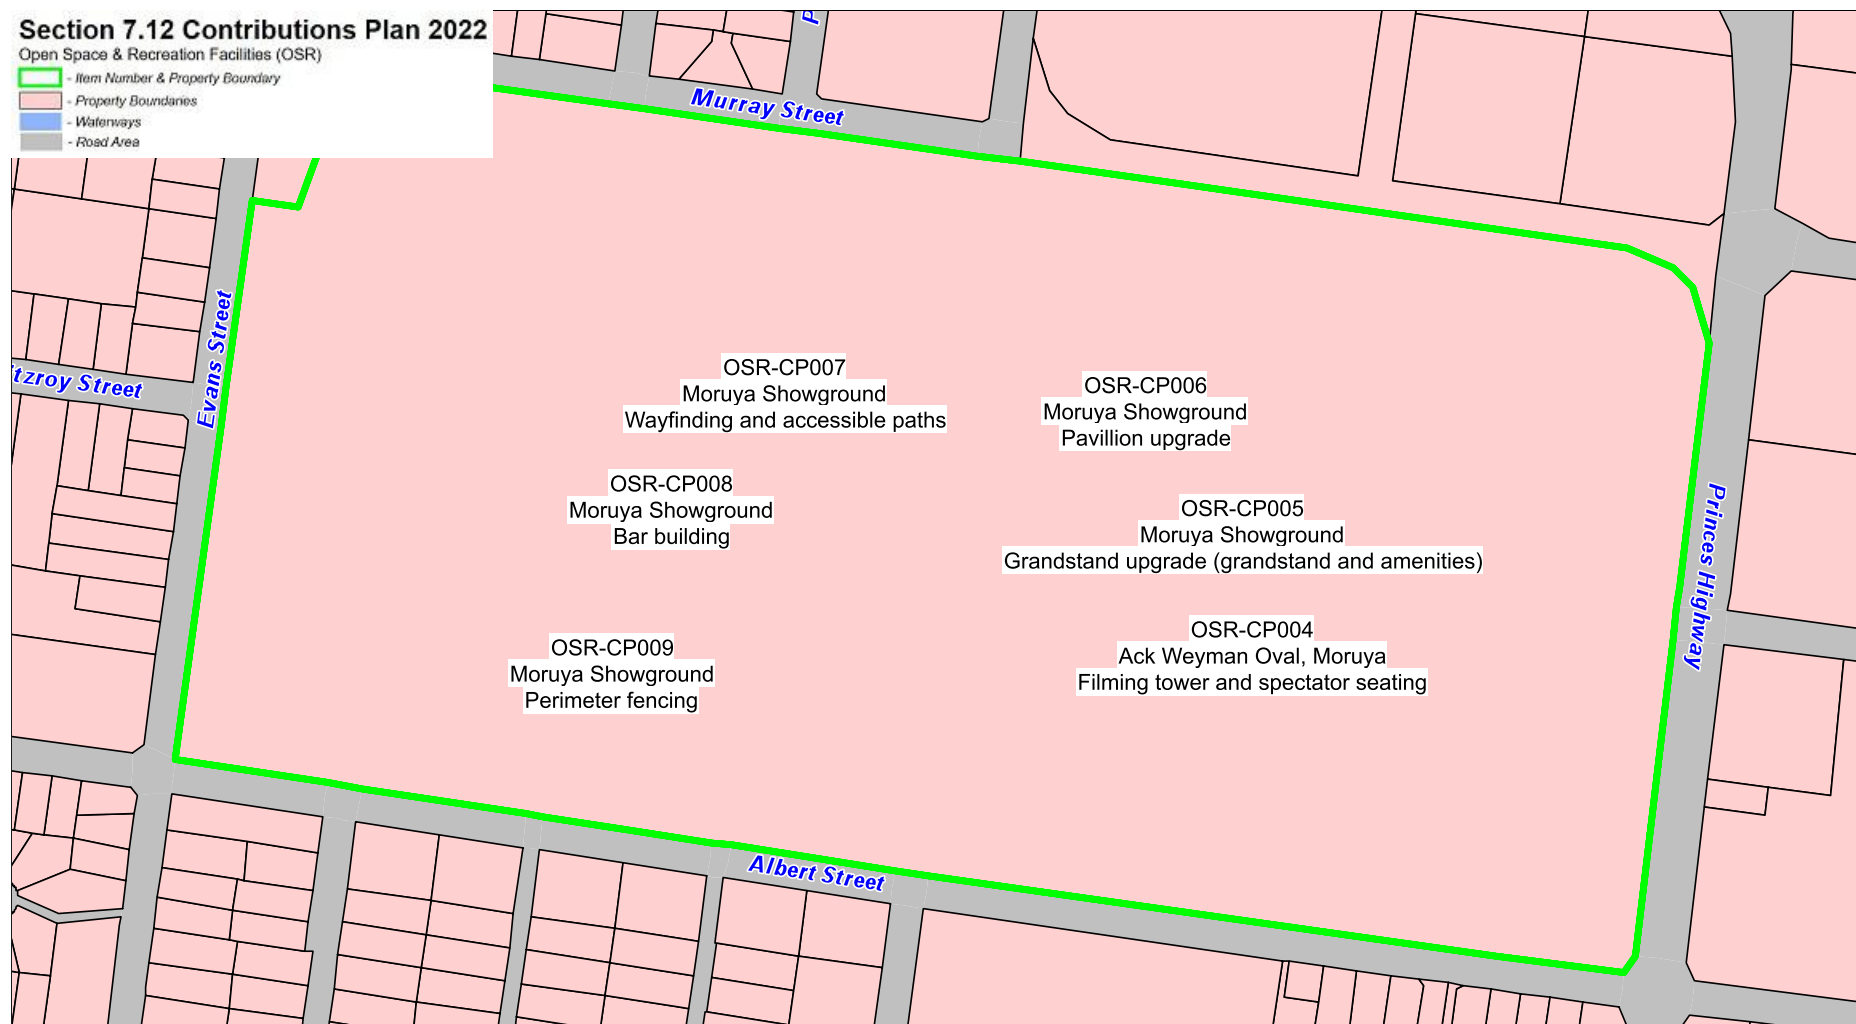 Section 7.12 Contributions Plan 2022
Open Space & Recreation Facilities (OSR)
- Item Number & Property Boundary
- Property Boundaries
- Waterways
- Road Area
P
Murray Street
Evans Street
itzroy Street
OSR-CP007
Moruya Showground
Wayfinding and accessible paths
OSR-CP006
Moruya Showground
Pavillion upgrade
OSR-CP008
Moruya Showground
Bar building
OSR-CP005
Moruya Showground
Grandstand upgrade (grandstand and amenities)
Princes Highway
OSR-CP009
Moruya Showground
Perimeter fencing
OSR-CP004
Ack Weyman Oval, Moruya
Filming tower and spectator seating
Albert Street